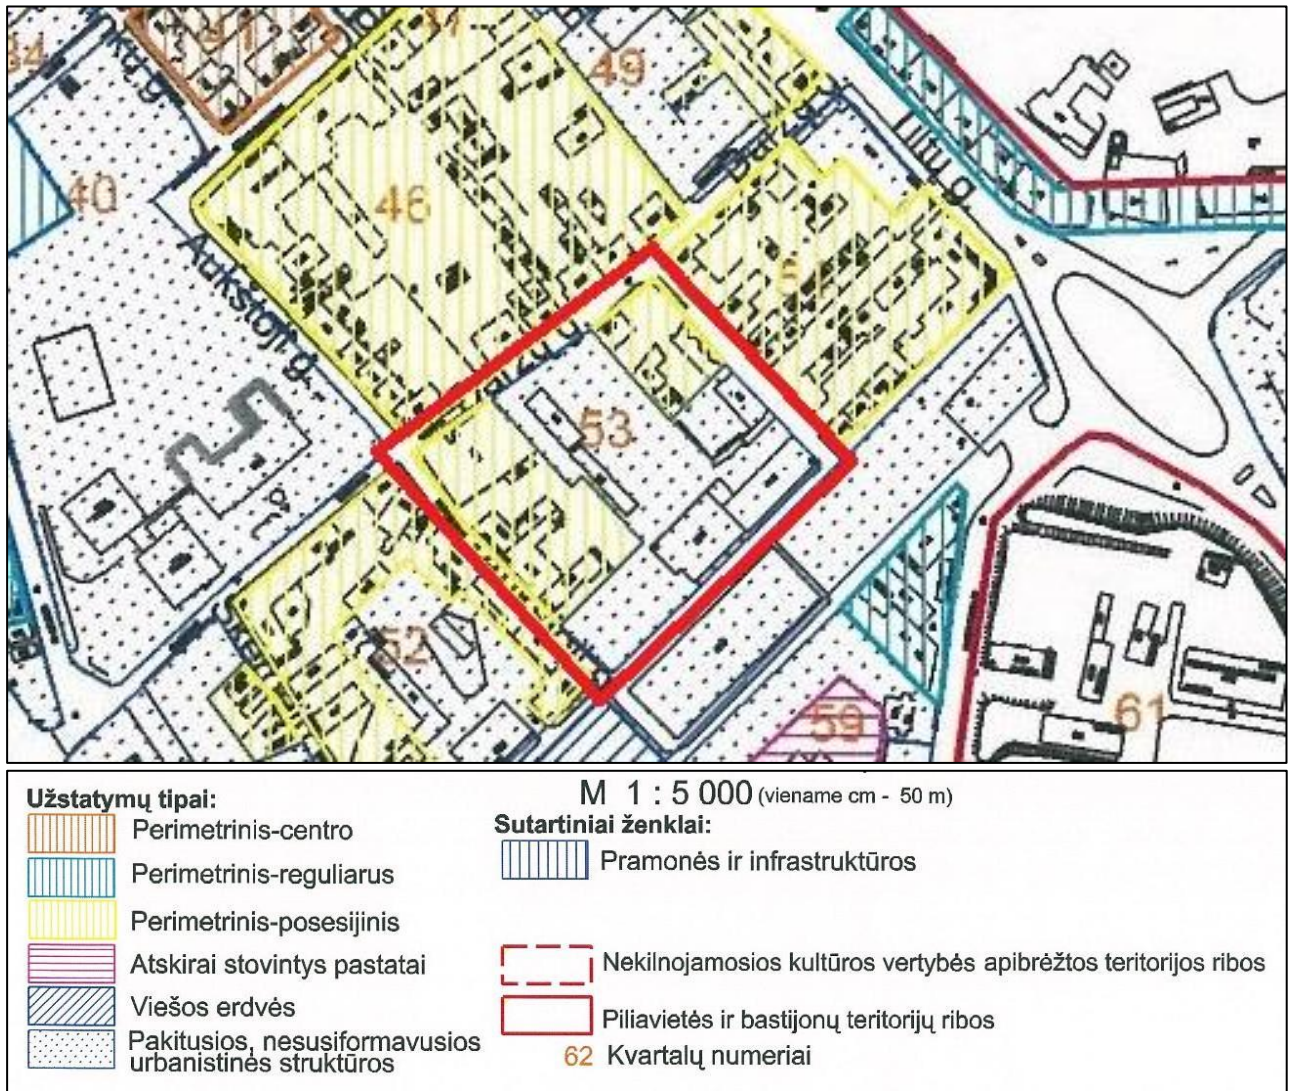 49
40
46
Aukštoji g.
53
52
59
61
M 1 : 5 000 (viename cm - 50 m)
Užstatymų tipai:
Perimetrinis-centro
Perimetrinis-reguliarus
Perimetrinis-posesijinis
Atskirai stovintys pastatai
Viešos erdvės
Pakitusios, nesusiformavusios
urbanistinės struktūros
Sutartiniai ženklai:
Pramonės ir infrastruktūros
Nekilnojamosios kultūros vertybės apibrėžtos teritorijos ribos
Piliavietės ir bastijonų teritorijų ribos
62 Kvartalų numeriai